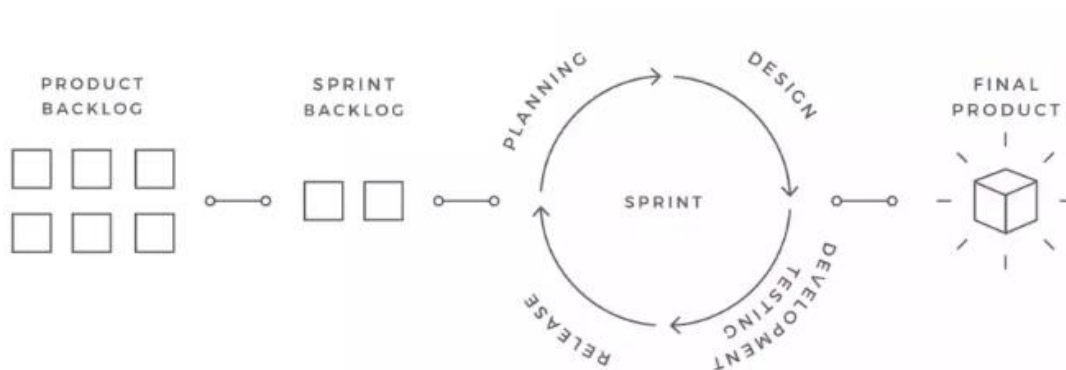 PRODUCT
BACKLOG
SPRINT
BACKLOG
PLANNING
DESIGN
SPRINT
DEVELOPMENT
TESTING
RELEASE
FINAL
PRODUCT